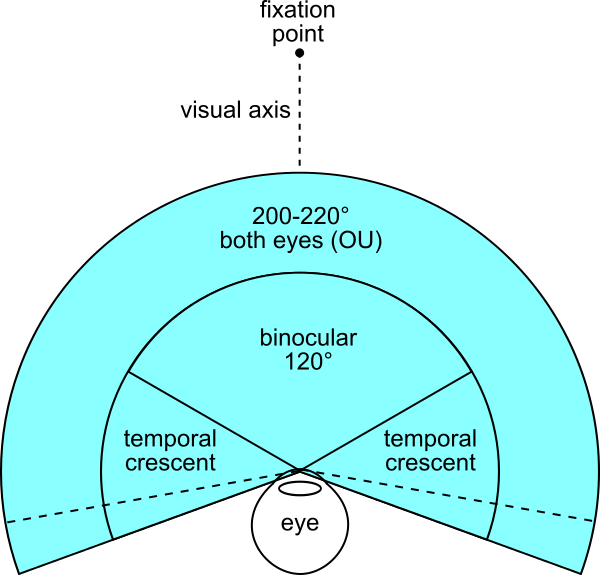 fixation
point
visual axis
200-220°
both eyes (OU)
binocular
120°
temporal
crescent
temporal
crescent
eye